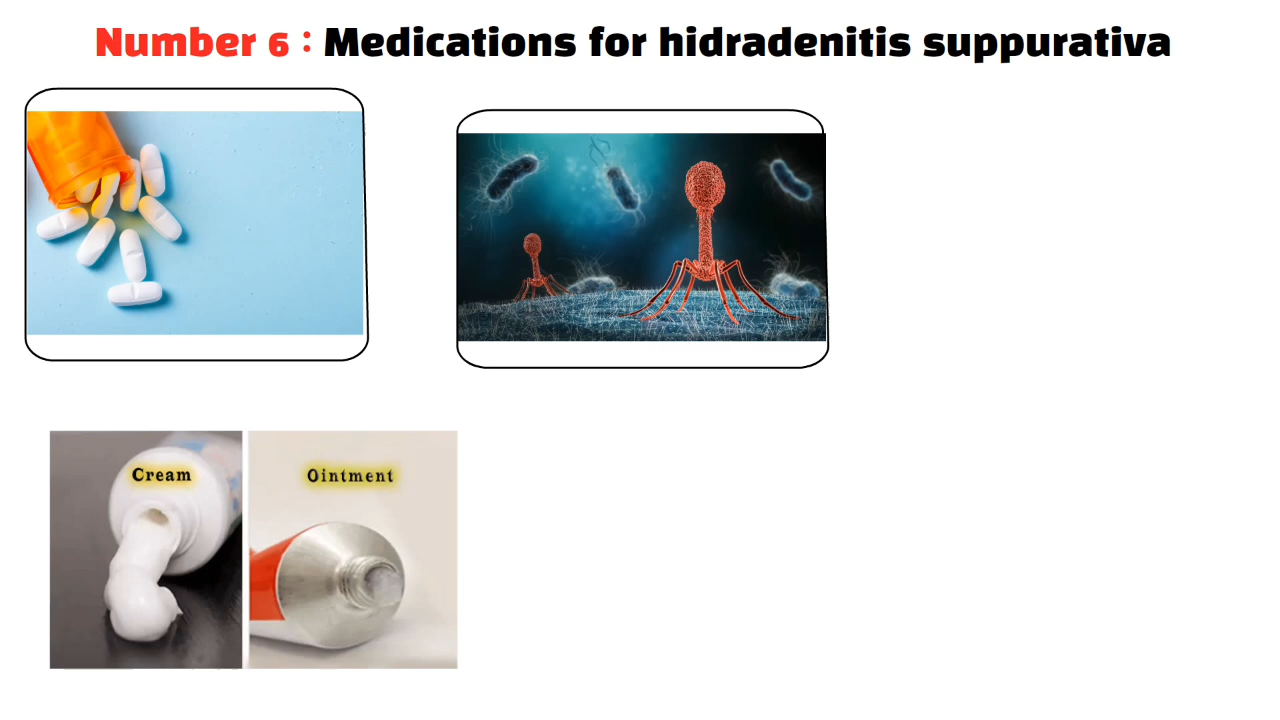 Number 6 : Medications for hidradenitis suppurativa
Cream
Ointment